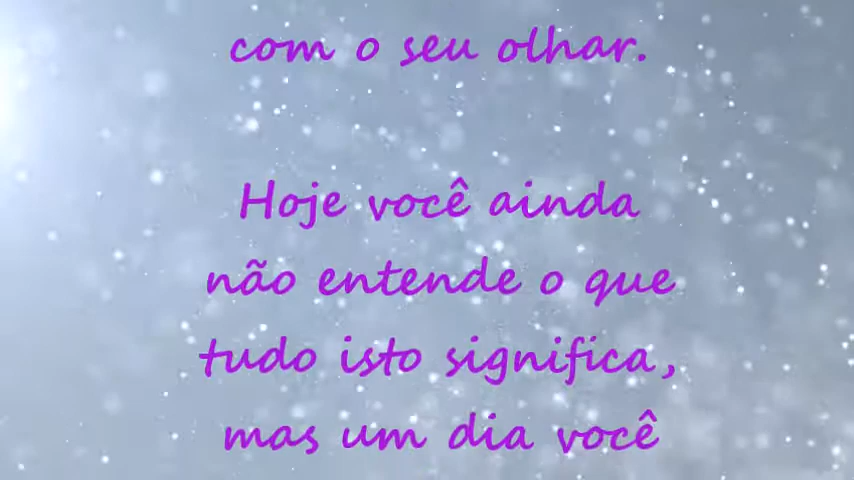 com o seu olhar.
Hoje você ainda
não entende o que
tudo isto significa,
mas um dia você